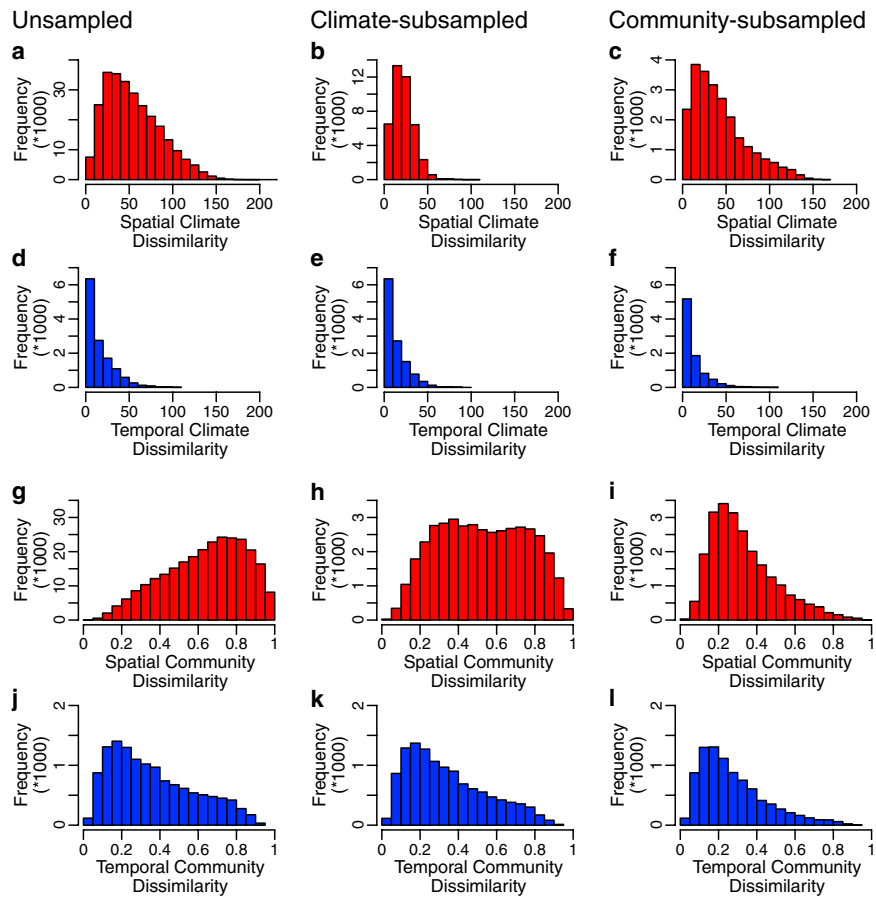 Unsampled Climate-subsampled Community-subsampled
a b c
Frequency (*1000)
10 30
0
0 50 100 150 200
Spatial Climate
Dissimilarity
Frequency (*1000)
0 4 8 12
0 50 100 150 200
Spatial Climate
Dissimilarity
Frequency (*1000)
0 1 2 3 4
0 50 100 150 200
Spatial Climate
Dissimilarity
d e f
Frequency (*1000)
0 2 4 6
0 50 100 150 200
Temporal Climate
Dissimilarity
Frequency (*1000)
0 2 4 6
0 50 100 150 200
Temporal Climate
Dissimilarity
Frequency (*1000)
0 2 4 6
0 50 100 150 200
Temporal Climate
Dissimilarity
g h i
Frequency (*1000)
0 10 20 30
0 0.2 0.4 0.6 0.8 1
Spatial Community
Dissimilarity
Frequency (*1000)
0 1 2 3
0 0.2 0.4 0.6 0.8 1
Spatial Community
Dissimilarity
Frequency (*1000)
0 1 2 3
0 0.2 0.4 0.6 0.8 1
Spatial Community
Dissimilarity
j k l
Frequency (*1000)
0 1 2
0 0.2 0.4 0.6 0.8 1
Temporal Community
Dissimilarity
Frequency (*1000)
0 1 2
0 0.2 0.4 0.6 0.8 1
Temporal Community
Dissimilarity
Frequency (*1000)
0 1 2
0 0.2 0.4 0.6 0.8 1
Temporal Community
Dissimilarity